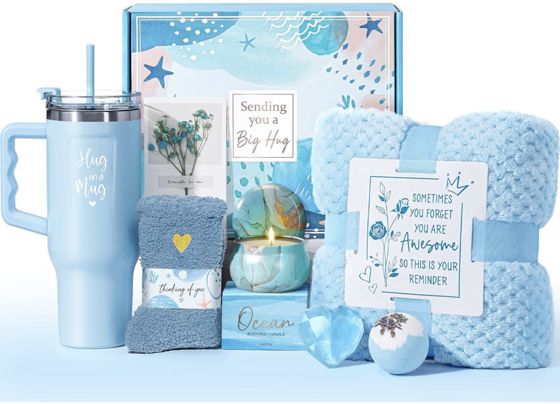 Sending
you a
Big Hug
Hug
in a
Mug
thinking of you
Ocean
SCENTED CANDLE
SOMETIMES
YOU FORGET
YOU ARE
Awesome
SO THIS IS YOUR
REMINDER